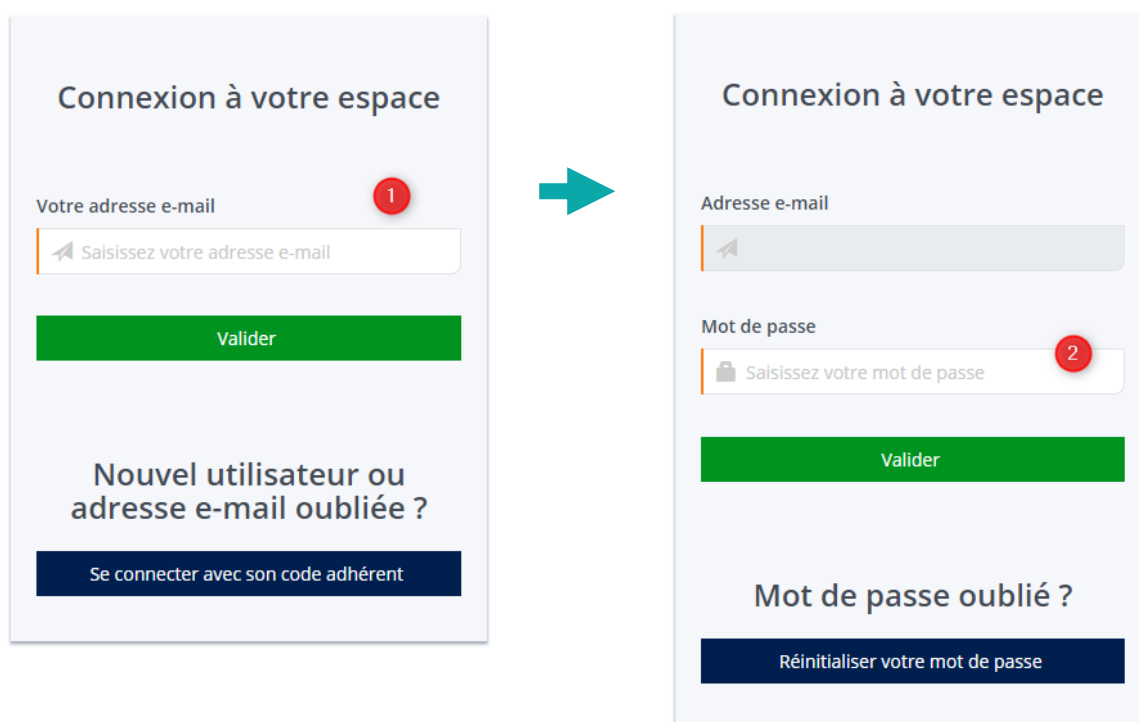 Connexion à votre espace
Votre adresse e-mail
1
Saisissez votre adresse e-mail
Valider
Nouvel utilisateur ou
adresse e-mail oubliée ?
Se connecter avec son code adhérent
Connexion à votre espace
Adresse e-mail
Mot de passe
2
Saisissez votre mot de passe
Valider
Mot de passe oublié ?
Réinitialiser votre mot de passe